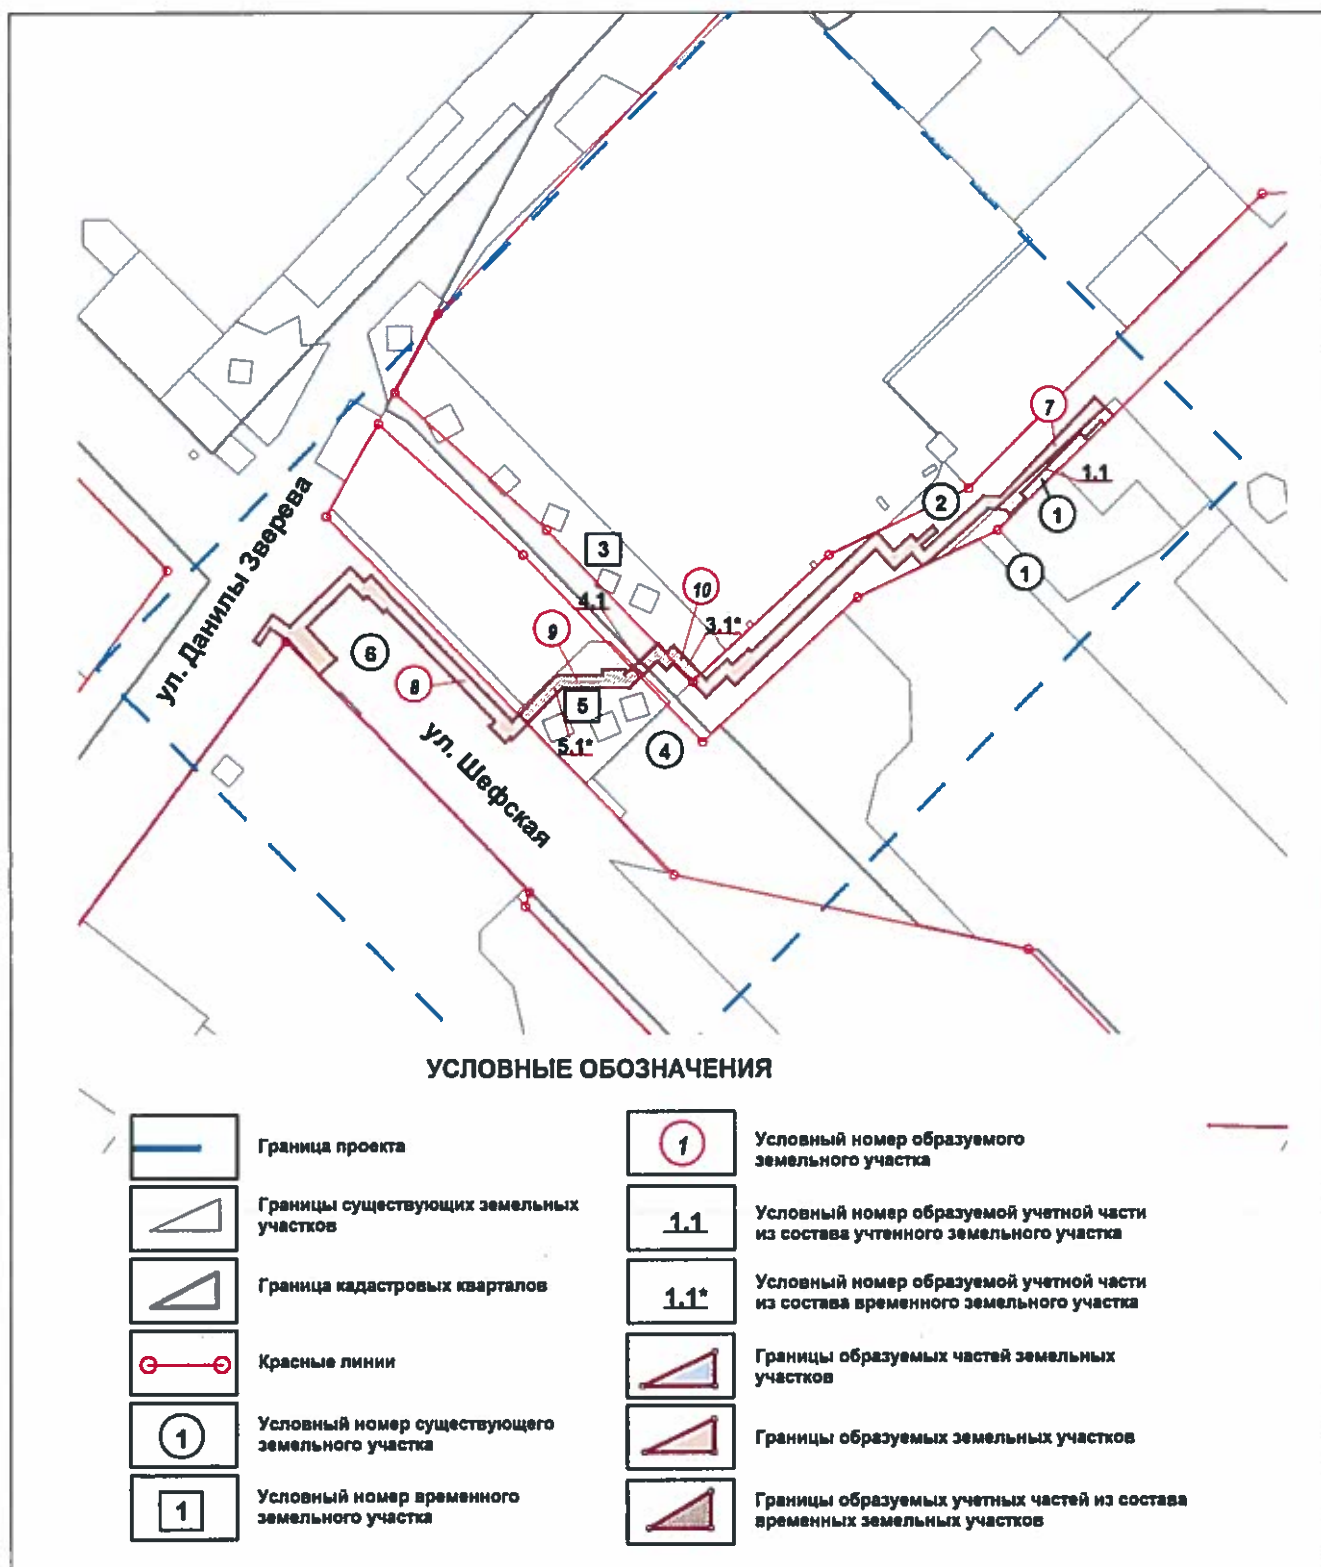 7
1.1
2
1
1
3
10
4.1
3.1*
9
ул. Данилы Зверева
6
8
5
5.1*
4
ул. Шефская
УСЛОВНЫЕ ОБОЗНАЧЕНИЯ
Граница проекта
Границы существующих земельных
участков
Граница кадастровых кварталов
Красные линии
1
Условный номер существующего
земельного участка
1
Условный номер временного
земельного участка
1
Условный номер образуемого
земельного участка
1.1
Условный номер образуемой учетной части
из состава учтенного земельного участка
1.1*
Условный номер образуемой учетной части
из состава временного земельного участка
Границы образуемых частей земельных
участков
Границы образуемых земельных участков
Границы образуемых учетных частей из состава
временных земельных участков